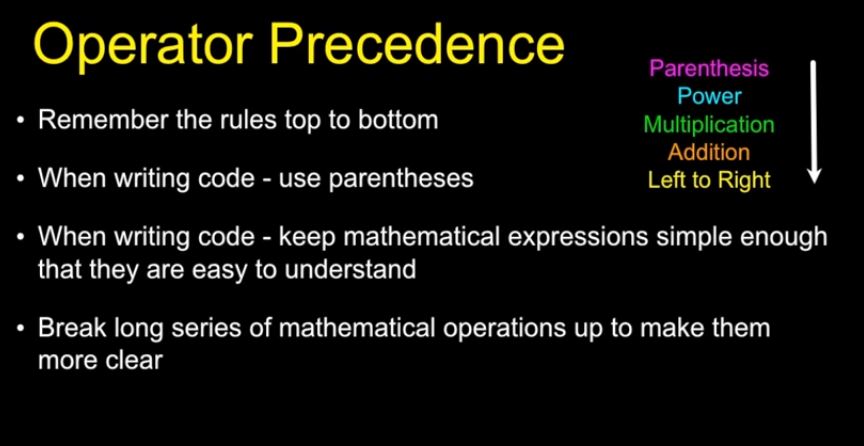 Operator Precedence
• Remember the rules top to bottom
• When writing code - use parentheses
• When writing code - keep mathematical expressions simple enough
that they are easy to understand
• Break long series of mathematical operations up to make them
more clear
Parenthesis
Power
Multiplication
Addition
Left to Right